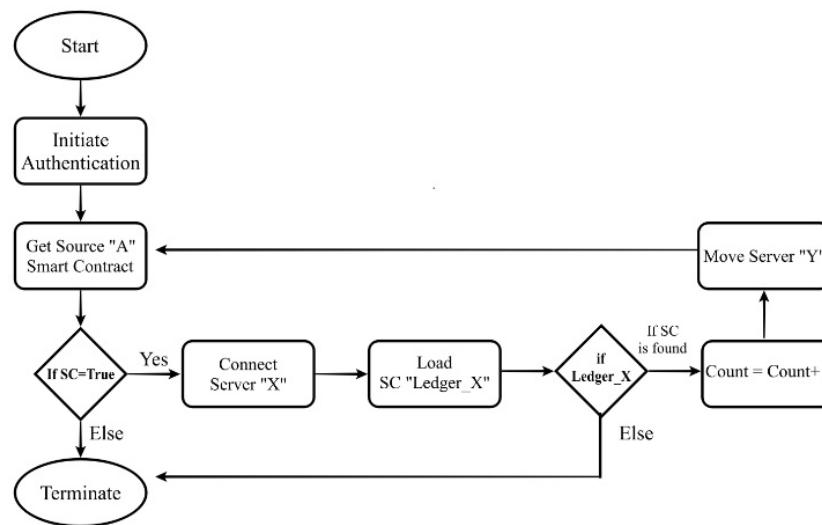 Start
Initiate
Authentication
Get Source "A"
Smart Contract
Move Server "Y"
If SC=True
Yes
Connect
Server "X"
Load
SC "Ledger_X"
if
Ledger_X
If SC
is found
Count = Count+
Else
Else
Terminate